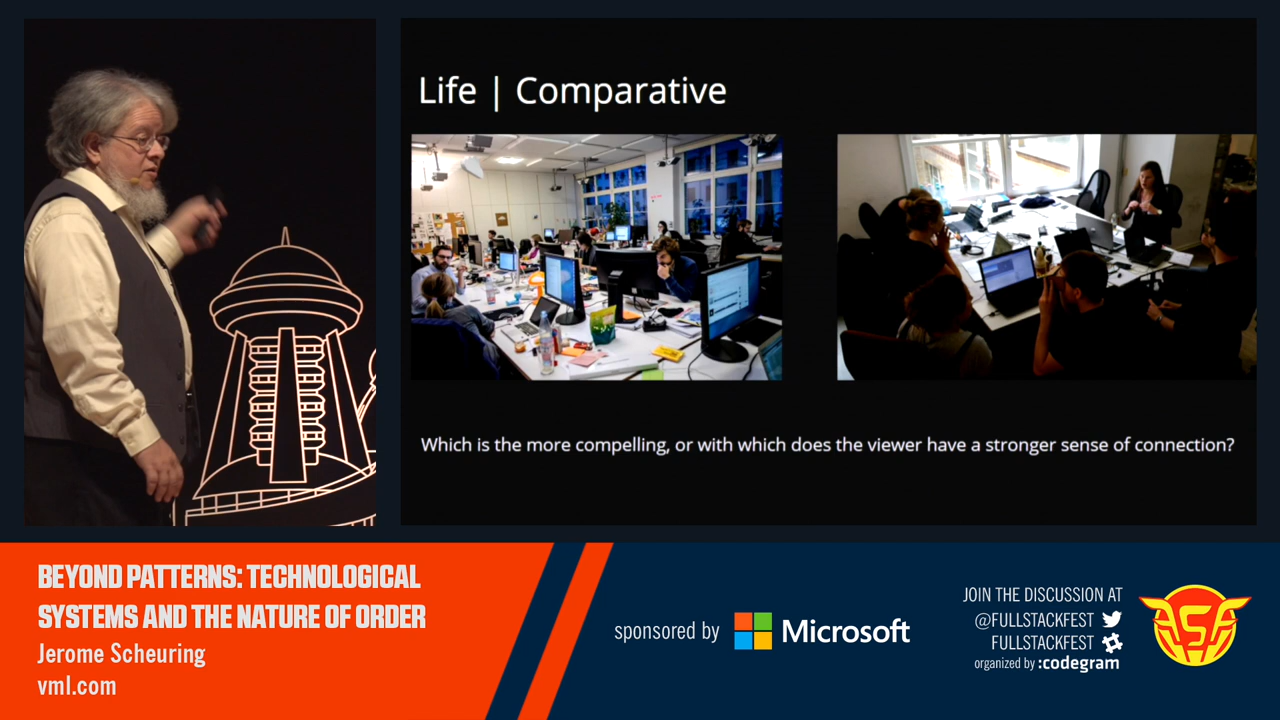 Life | Comparative
Which is the more compelling, or with which does the viewer have a stronger sense of connection?
BEYOND PATTERNS: TECHNOLOGICAL
SYSTEMS AND THE NATURE OF ORDER
Jerome Scheuring
vml.com
sponsored by Microsoft
JOIN THE DISCUSSION AT
@FULLSTACKFEST
FULLSTACKFEST
organized by :codegram
FSF